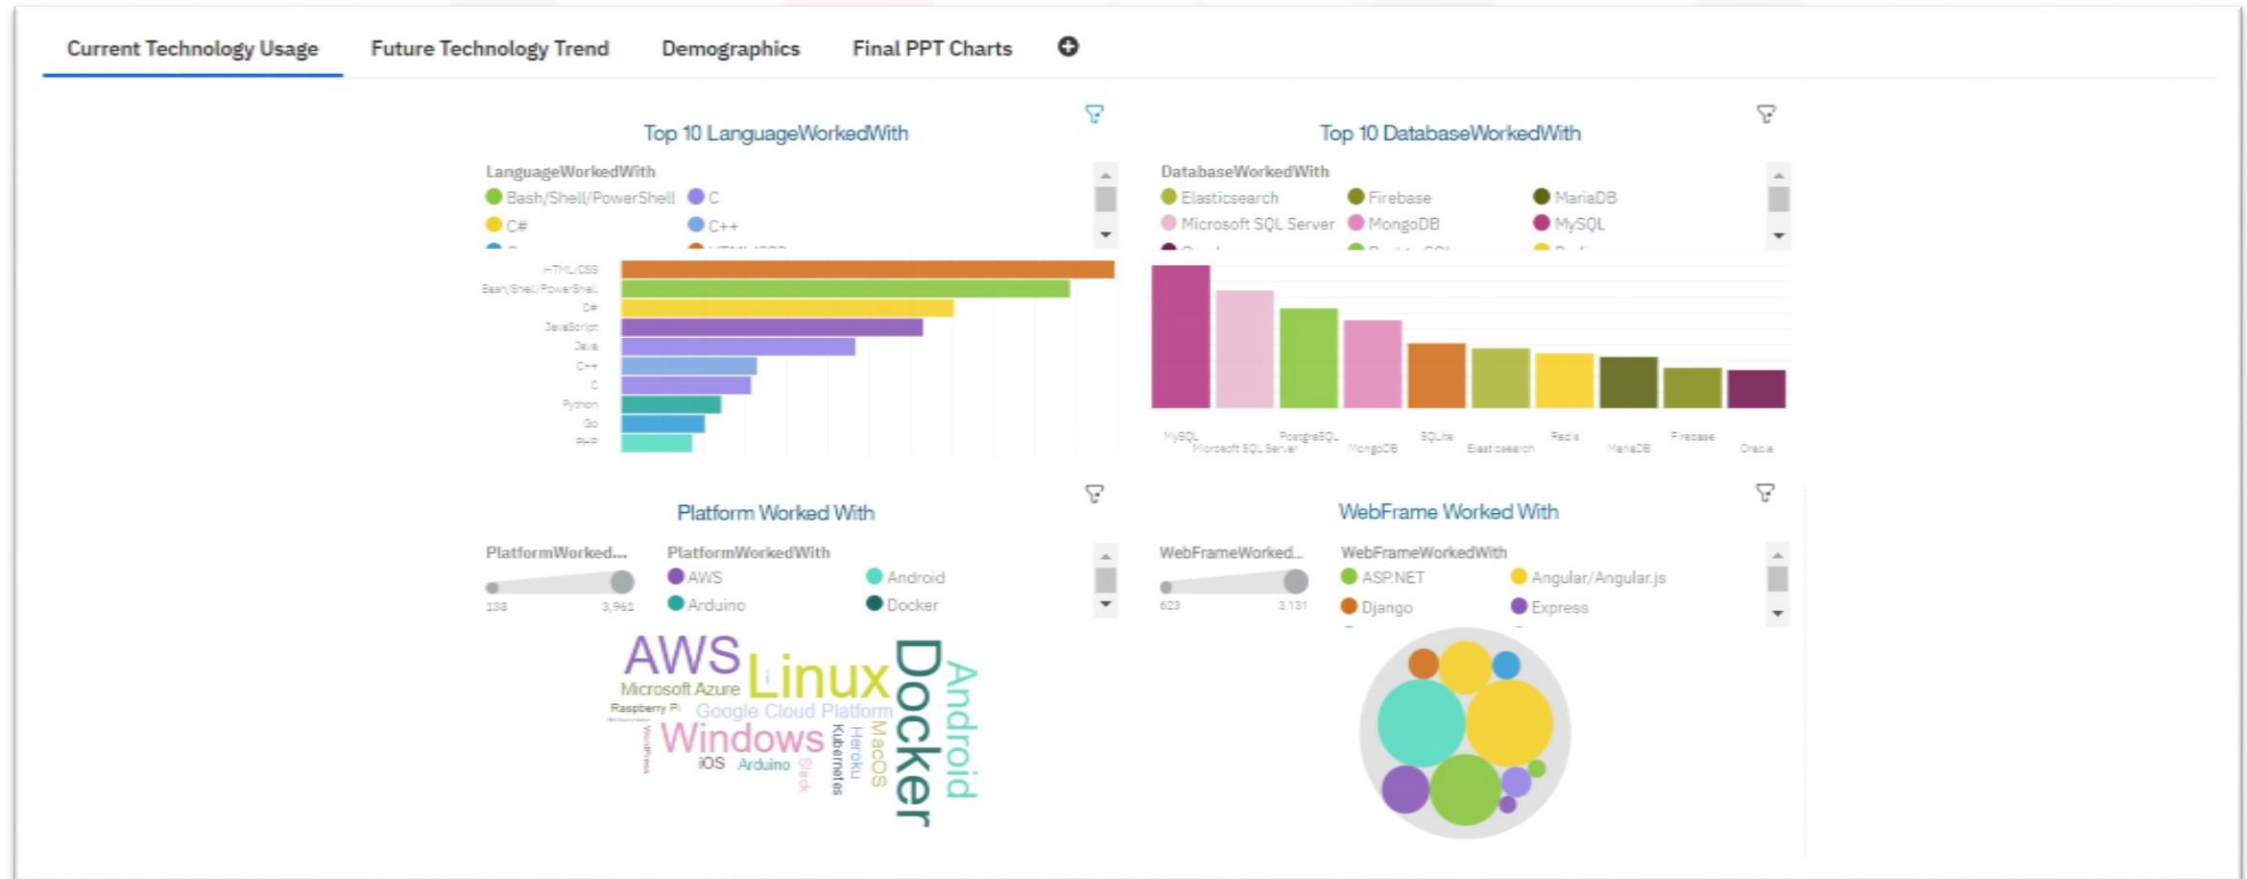 Current Technology Usage Future Technology Trend Demographics Final PPT Charts
Top 10 LanguageWorkedWith
LanguageWorkedWith
Bash/Shell/PowerShell C
C# C++
HTML/CSS
HTML/CSS
Bash/Shell/PowerShell
C#
JavaScript
Java
C++
C
Python
Go
PHP
Top 10 DatabaseWorkedWith
DatabaseWorkedWith
Elasticsearch Firebase MariaDB
Microsoft SQL Server MongoDB MySQL
MySQL PostgreSQL SQLite Redis Firebase
Microsoft SQL Server MongoDB Elasticsearch MariaDB Oracle
Platform Worked With
PlatformWorked... PlatformWorkedWith
AWS Android
138 3,961 Arduino Docker
AWS
Linux
Docker
Android
Microsoft Azure
Raspberry Pi
Google Cloud Platform
Windows
WordPress
iOS
Arduino
Slack
Kubernetes
Heroku
MacOS
WebFrame Worked With
WebFrameWorked... WebFrameWorkedWith
ASP.NET Angular/Angular.js
623 3,131 Django Express